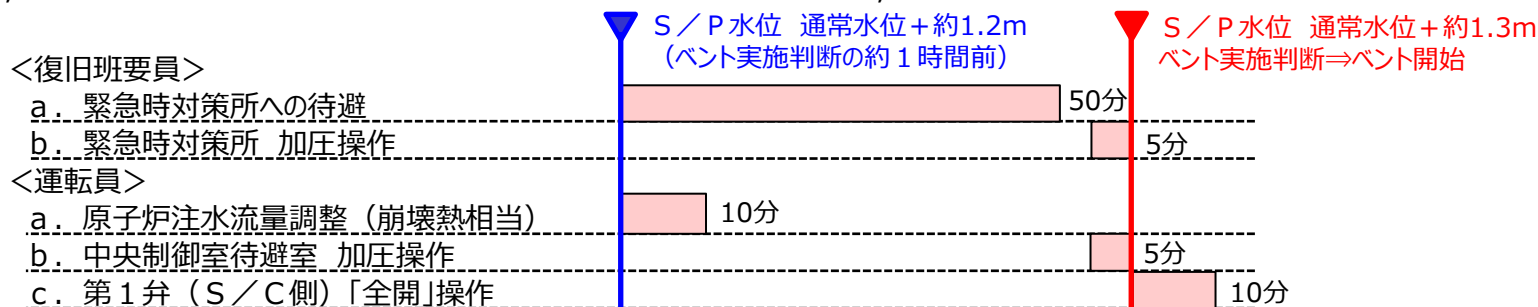 S/P水位 通常水位+約1.2m
(ベント実施判断の約1時間前)
S/P水位 通常水位+約1.3m
ベント実施判断⇒ベント開始
<復旧班要員>
a.緊急時対策所への待避
50分
b.緊急時対策所 加圧操作
5分
<運転員>
a.原子炉注水流量調整(崩壊熱相当)
10分
b.中央制御室待避室 加圧操作
5分
c.第1弁(S/C側)「全開」操作
10分